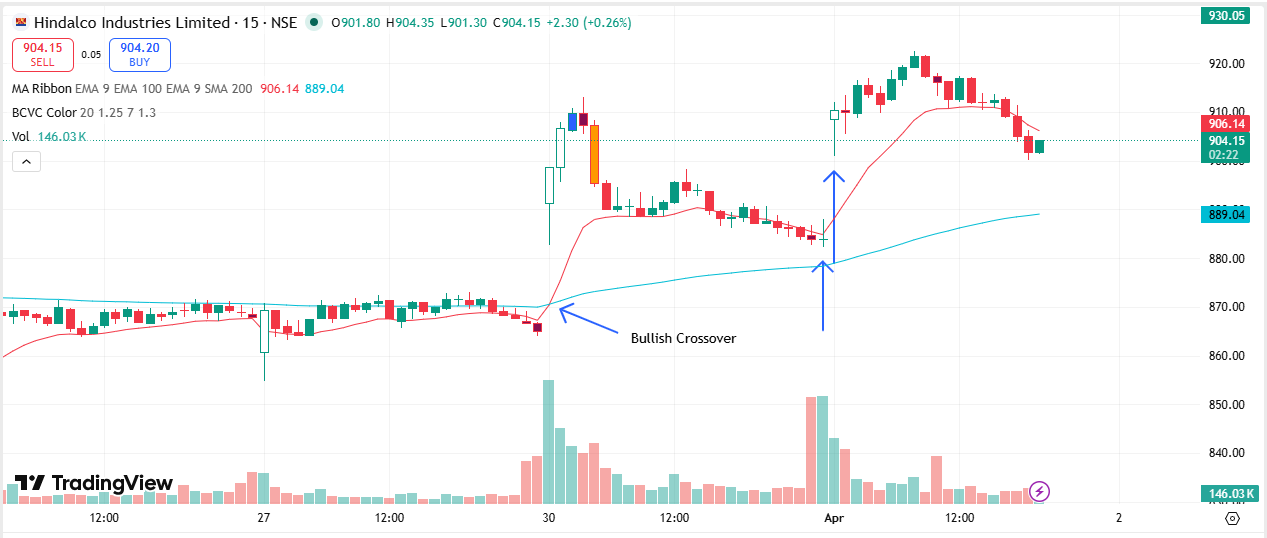 Hindalco Industries Limited · 15 · NSE O901.80 H904.35 L901.30 C904.15 +2.30 (+0.26%)
904.15 SELL 0.05 904.20 BUY
MA Ribbon EMA 9 EMA 100 EMA 9 SMA 200 906.14 889.04
BCVC Color 20 1.25 7 1.3
Vol 146.03 K
930.05
920.00
910.00
906.14
904.15
02:22
889.04
880.00
870.00
860.00
850.00
840.00
146.03 K
Bullish Crossover
TradingView
12:00 27 12:00 30 12:00 Apr 12:00 2